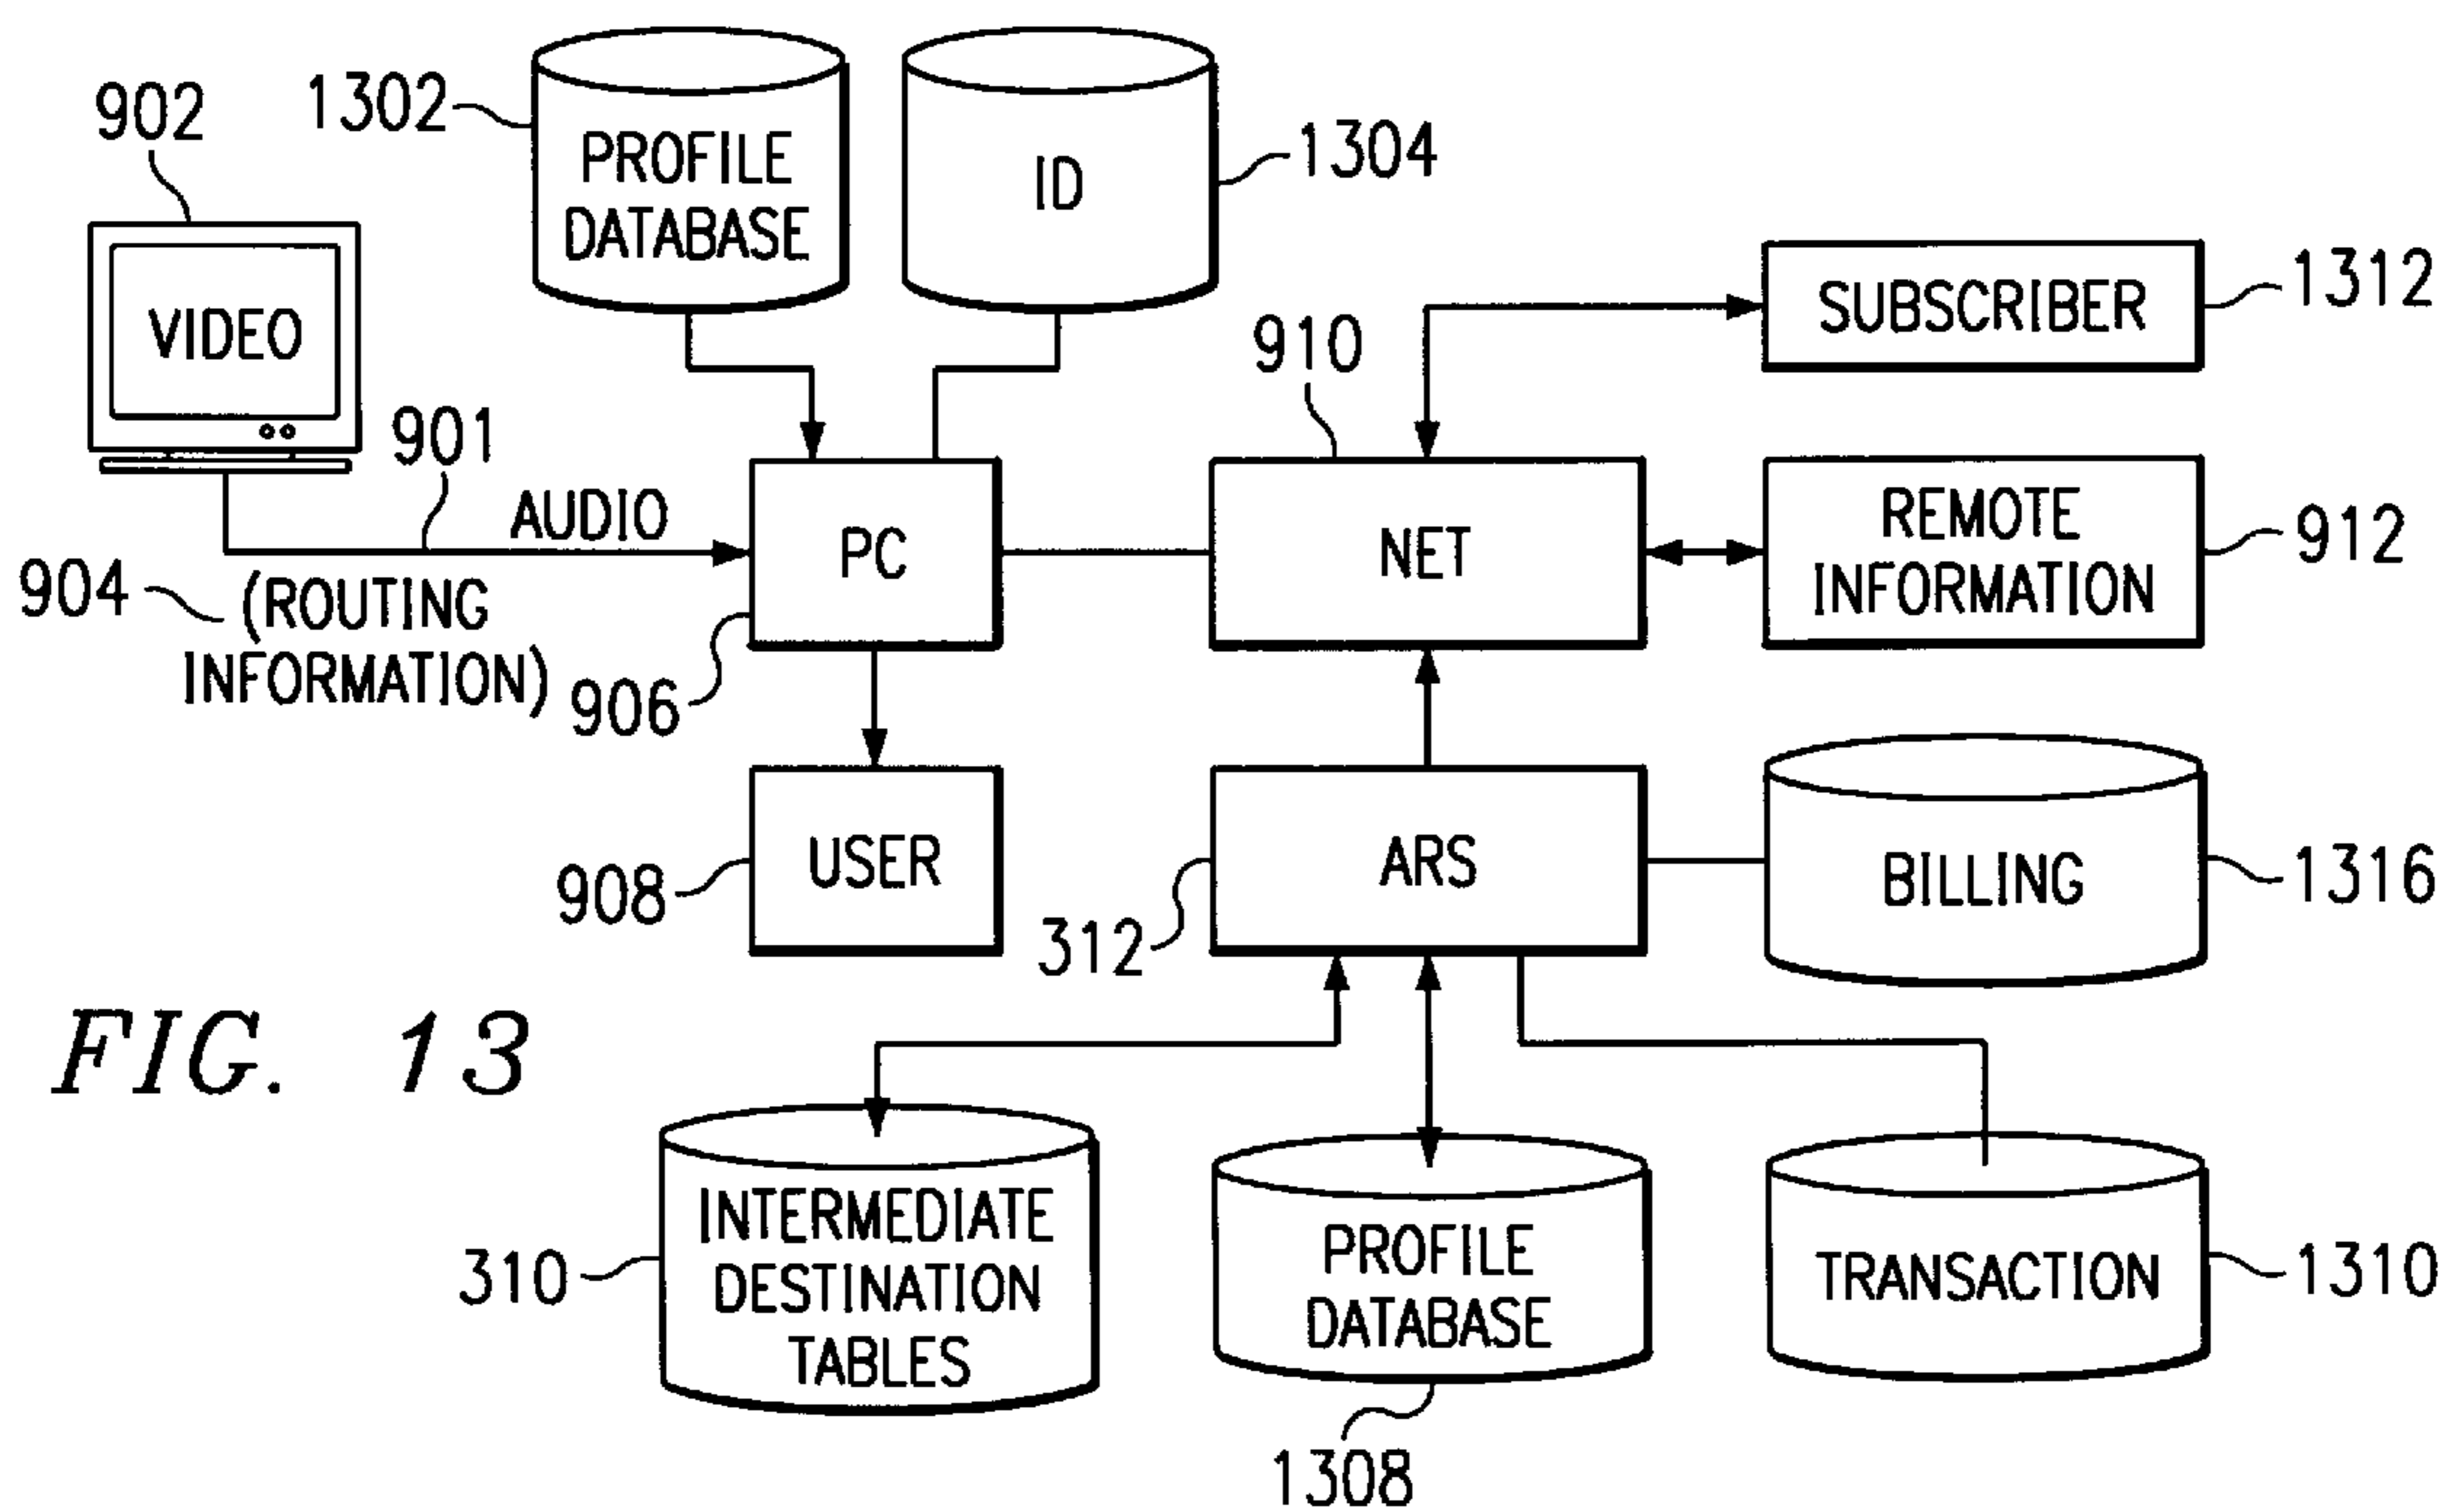 902
1302
PROFILE
DATABASE
ID
1304
VIDEO
SUBSCRIBER
1312
910
901
AUDIO
904
(ROUTING
INFORMATION)
PC
906
NET
REMOTE
INFORMATION
912
USER
908
ARS
312
BILLING
1316
FIG. 13
INTERMEDIATE
DESTINATION
TABLES
310
PROFILE
DATABASE
1308
TRANSACTION
1310